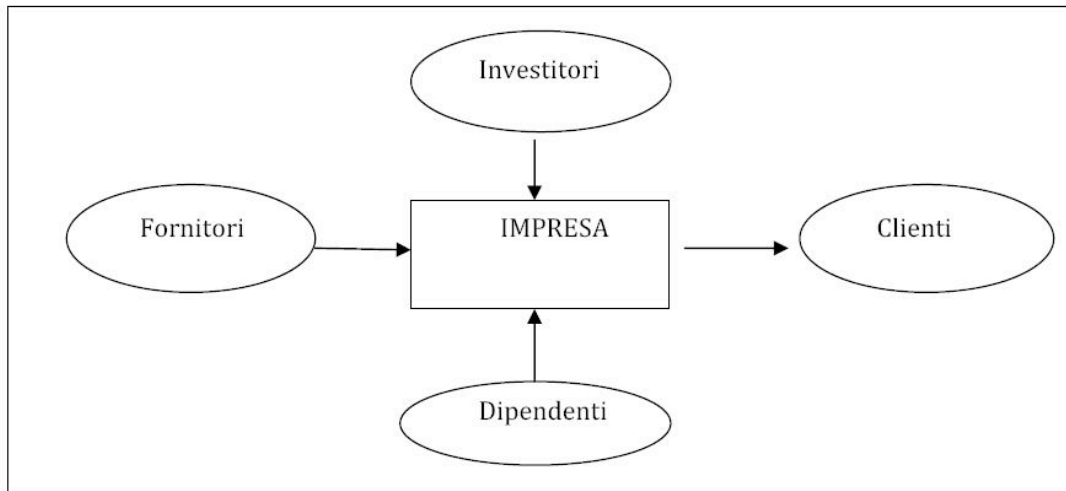 Investitori
Fornitori
IMPRESA
Clienti
Dipendenti